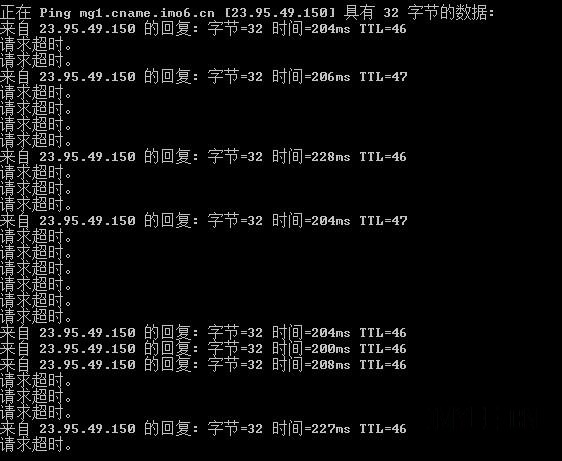 正在 Ping mg1.cname.imo6.cn [23.95.49.150] 具有 32 字节的数据:
来自 23.95.49.150 的回复: 字节=32 时间=204ms TTL=46
请求超时。
请求超时。
来自 23.95.49.150 的回复: 字节=32 时间=206ms TTL=47
请求超时。
请求超时。
请求超时。
请求超时。
来自 23.95.49.150 的回复: 字节=32 时间=228ms TTL=46
请求超时。
请求超时。
请求超时。
来自 23.95.49.150 的回复: 字节=32 时间=204ms TTL=47
请求超时。
请求超时。
请求超时。
请求超时。
请求超时。
请求超时。
来自 23.95.49.150 的回复: 字节=32 时间=204ms TTL=46
来自 23.95.49.150 的回复: 字节=32 时间=200ms TTL=46
来自 23.95.49.150 的回复: 字节=32 时间=208ms TTL=46
请求超时。
请求超时。
请求超时。
来自 23.95.49.150 的回复: 字节=32 时间=227ms TTL=46
请求超时。